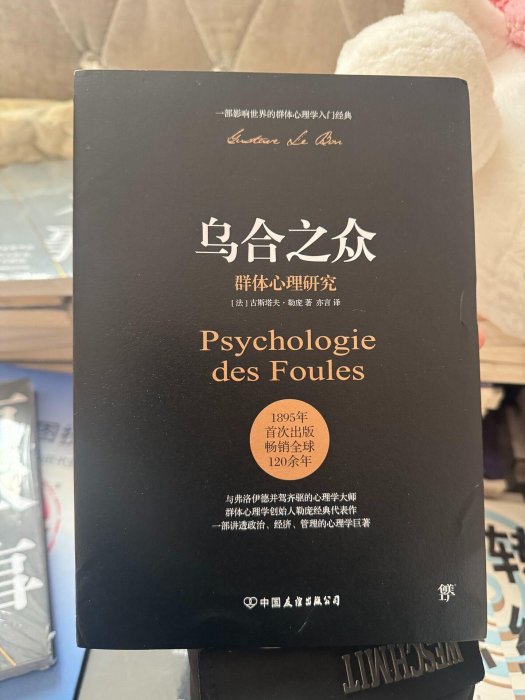 一部影响世界的群体心理学入门经典
Gustave Le Bon
乌合之众
群体心理研究
[法]古斯塔夫·勒庞 著 亦言 译
Psychologie
des Foules
1895年
首次出版
畅销全球
120余年
与弗洛伊德并驾齐驱的心理学大师
群体心理学创始人勒庞经典代表作
一部讲透政治、经济、管理的心理学巨著
中国友谊出版公司
WESCHMIT